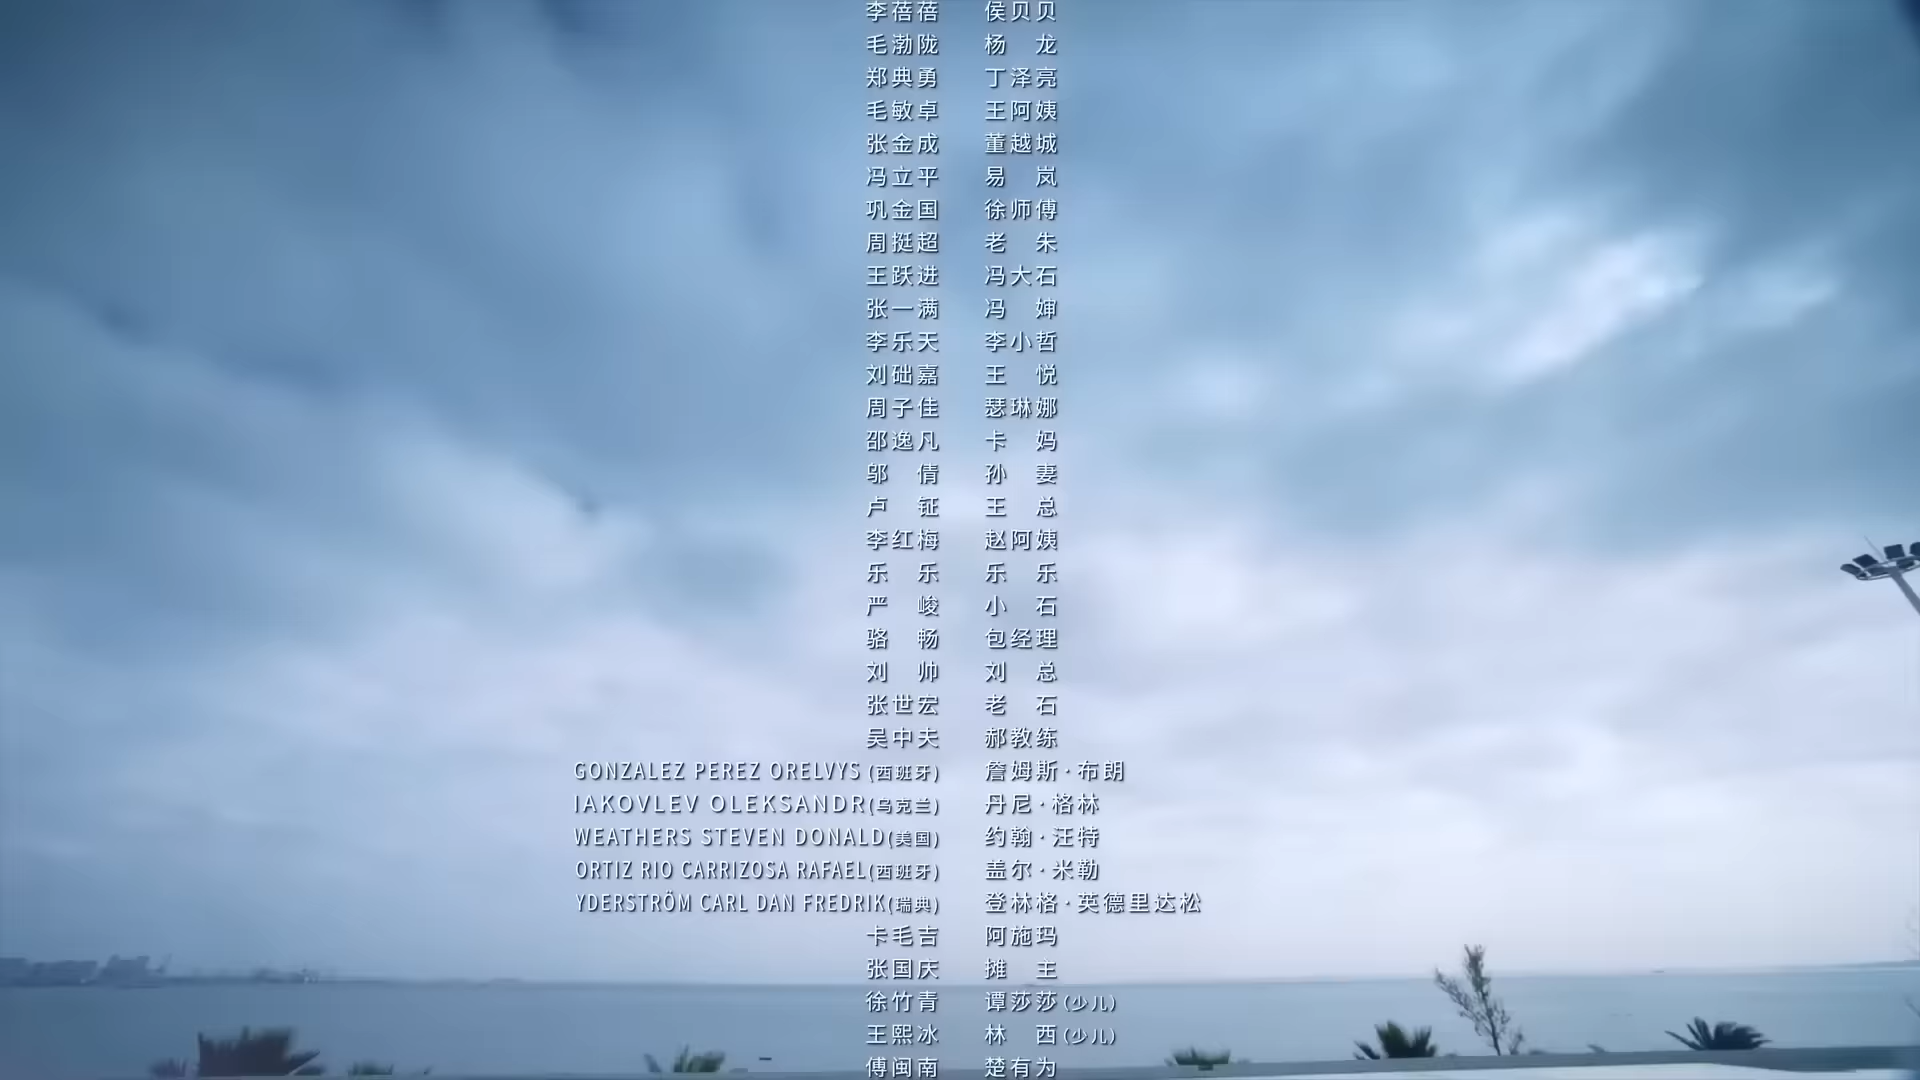 李蓓蓓 侯贝贝
毛渤陇 杨 龙
郑典勇 丁泽亮
毛敏卓 王阿姨
张金成 董越城
冯立平 易 岚
巩金国 徐师傅
周挺超 老 朱
王跃进 冯大石
张一满 冯 婶
李乐天 李小哲
刘础嘉 王 悦
周子佳 瑟琳娜
邵逸凡 卡 妈
邬 倩 孙 妻
卢 钲 王 总
李红梅 赵阿姨
乐 乐 乐 乐
严 峻 小 石
骆 畅 包经理
刘 帅 刘 总
张世宏 老 石
吴中夫 郝教练
GONZALEZ PEREZ ORELVYS (西班牙) 詹姆斯·布朗
IAKOVLEV OLEKSANDR(乌克兰) 丹尼·格林
WEATHERS STEVEN DONALD(美国) 约翰·汪特
ORTIZ RIO CARRIZOSA RAFAEL(西班牙) 盖尔·米勒
YDERSTRÖM CARL DAN FREDRIK(瑞典) 登林格·英德里达松
卡毛吉 阿施玛
张国庆 摊 主
徐竹青 谭莎莎(少儿)
王熙冰 林 西(少儿)
傅闽南 楚有为